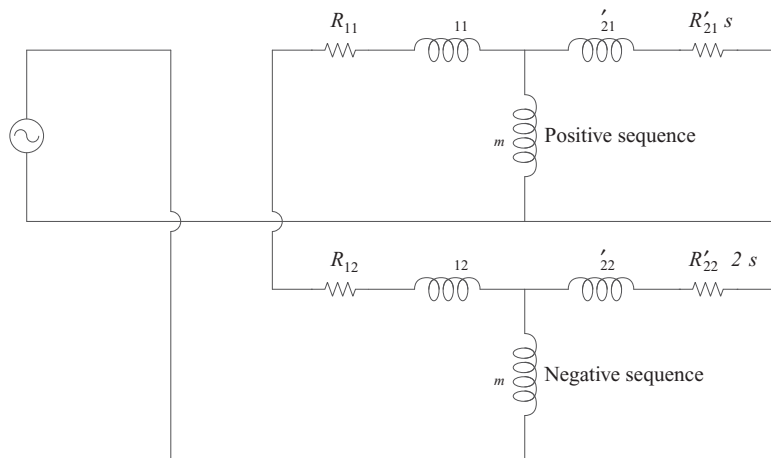 R₁₁ ₁₁ ′₂₁ R′₂₁ s
m Positive sequence
R₁₂ ₁₂ ′₂₂ R′₂₂ 2 s
m Negative sequence